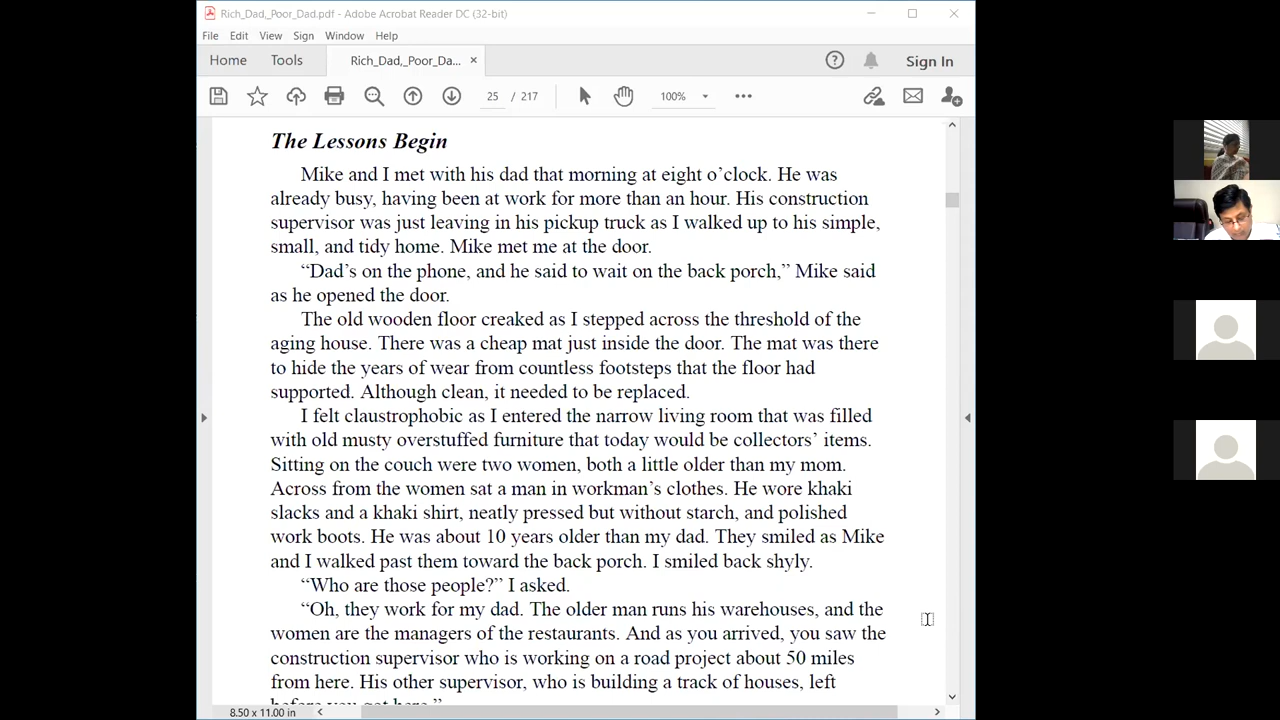 Rich_Dad,_Poor_Dad.pdf - Adobe Acrobat Reader DC (32-bit)
File Edit View Sign Window Help
Home Tools Rich_Dad,_Poor_Da... × Sign In
25 / 217 100%
The Lessons Begin
Mike and I met with his dad that morning at eight o’clock. He was
already busy, having been at work for more than an hour. His construction
supervisor was just leaving in his pickup truck as I walked up to his simple,
small, and tidy home. Mike met me at the door.
“Dad’s on the phone, and he said to wait on the back porch,” Mike said
as he opened the door.
The old wooden floor creaked as I stepped across the threshold of the
aging house. There was a cheap mat just inside the door. The mat was there
to hide the years of wear from countless footsteps that the floor had
supported. Although clean, it needed to be replaced.
I felt claustrophobic as I entered the narrow living room that was filled
with old musty overstuffed furniture that today would be collectors’ items.
Sitting on the couch were two women, both a little older than my mom.
Across from the women sat a man in workman’s clothes. He wore khaki
slacks and a khaki shirt, neatly pressed but without starch, and polished
work boots. He was about 10 years older than my dad. They smiled as Mike
and I walked past them toward the back porch. I smiled back shyly.
“Who are those people?” I asked.
“Oh, they work for my dad. The older man runs his warehouses, and the
women are the managers of the restaurants. And as you arrived, you saw the
construction supervisor who is working on a road project about 50 miles
from here. His other supervisor, who is building a track of houses, left
before you got here.”
8.50 x 11.00 in